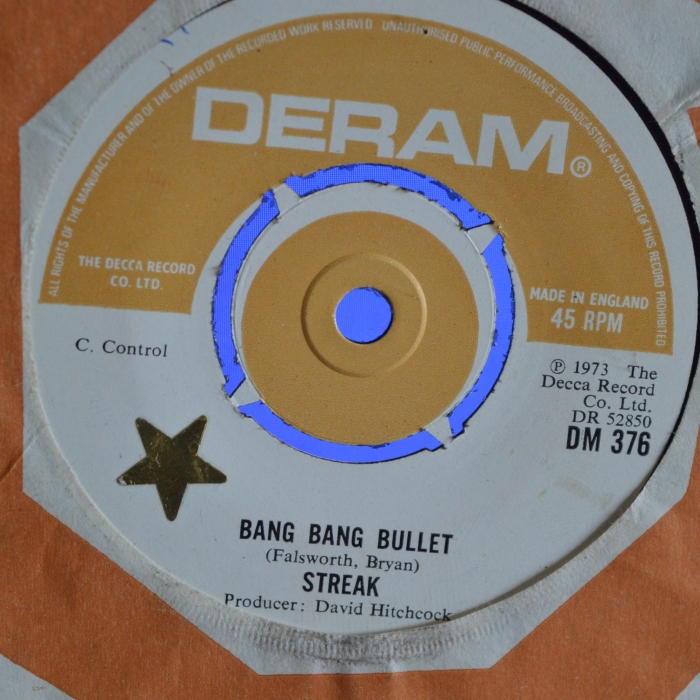 ALL RIGHTS OF THE MANUFACTURER AND OF THE OWNER OF THE RECORDED WORK RESERVED UNAUTHORISED PUBLIC PERFORMANCE BROADCASTING AND COPYING OF THIS RECORD PROHIBITED
DERAM®
THE DECCA RECORD
CO. LTD.
MADE IN ENGLAND
45 RPM
C. Control
℗ 1973 The
Decca Record
Co. Ltd.
DR 52850
DM 376
BANG BANG BULLET
(Falsworth, Bryan)
STREAK
Producer: David Hitchcock